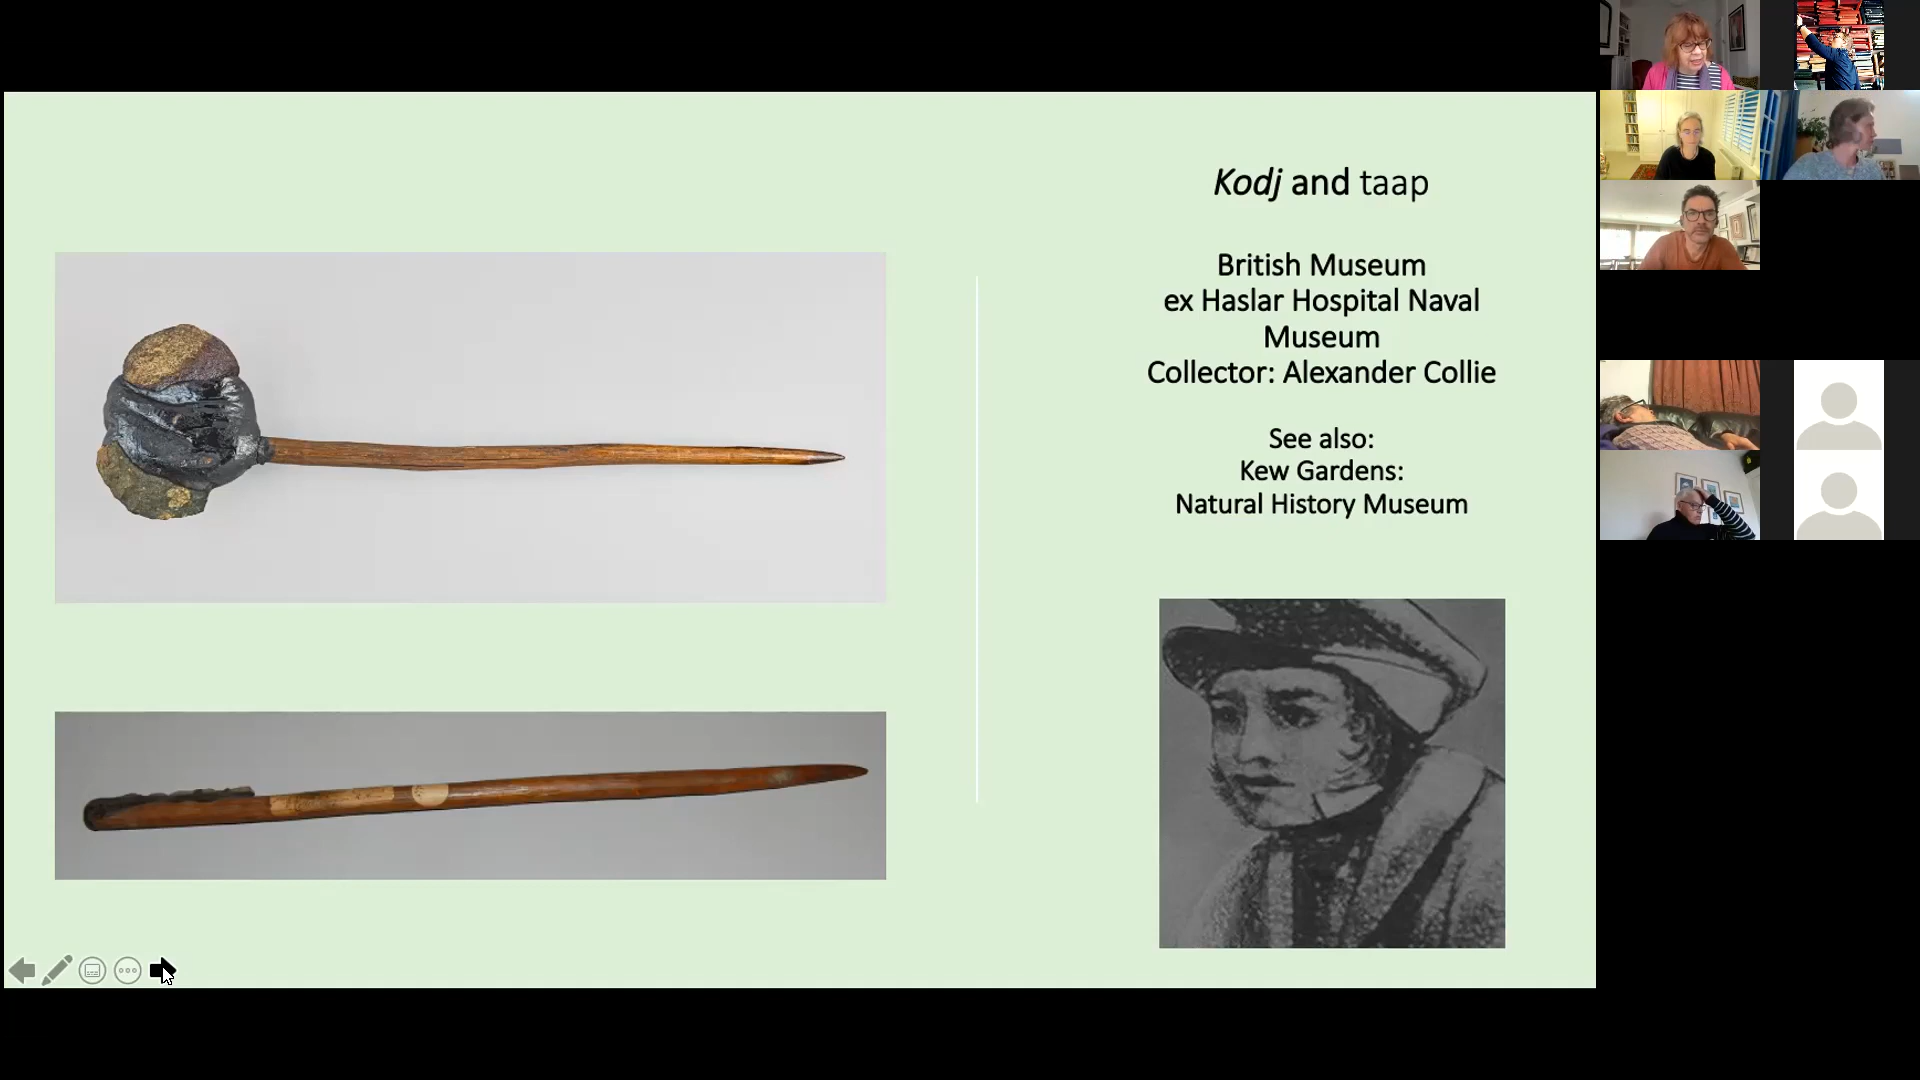 Kodj and taap
British Museum
ex Haslar Hospital Naval
Museum
Collector: Alexander Collie
See also:
Kew Gardens:
Natural History Museum